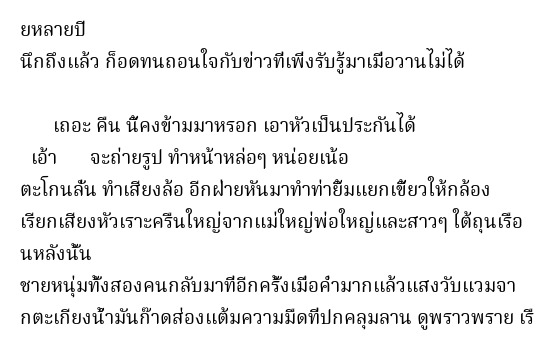 ยหลายปี
นึกถึงแล้ว ก็อดทนถอนใจกับข่าวที่เพิ่งรับรู้มาเมื่อวานไม่ได้
เถอะ คืน นี้คงข้ามมาหรอก เอาหัวเป็นประกันได้
เอ้า จะถ่ายรูป ทำหน้าหล่อๆ หน่อยเน้อ
ตะโกนลั่น ทำเสียงล้อ อีกฝ่ายหันมาทำท่ายิ้มแยกเขี้ยวให้กล้อง
เรียกเสียงหัวเราะครืนใหญ่จากแม่ใหญ่พ่อใหญ่และสาวๆ ใต้ถุนเรือ
นหลังนั้น
ชายหนุ่มทั้งสองคนกลับมาที่อีกครั้งเมื่อค่ำมากแล้วแสงวับแวมจา
กตะเกียงน้ำมันก๊าดส่องแต้มความมืดที่ปกคลุมลาน ดูพราวพราย เรื